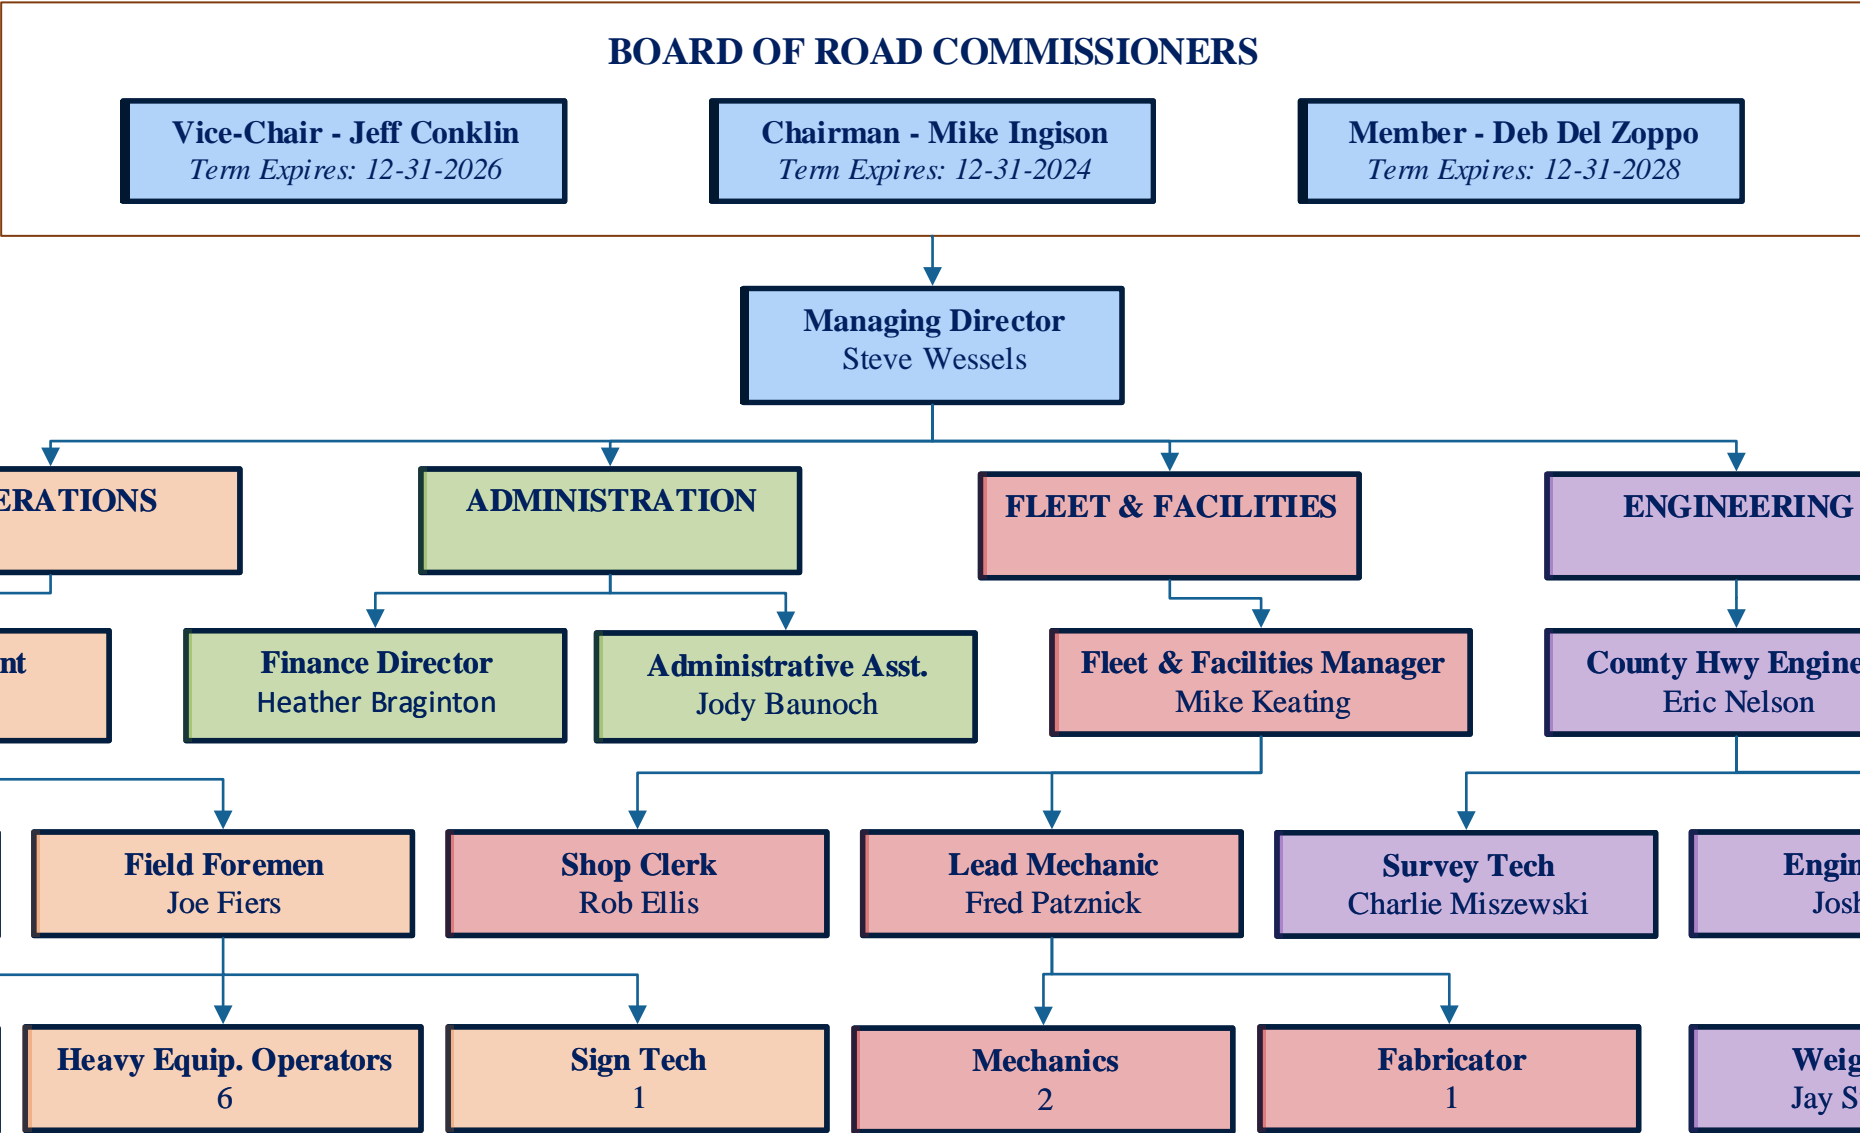 BOARD OF ROAD COMMISSIONERS
Vice-Chair - Jeff Conklin
Term Expires: 12-31-2026
Chairman - Mike Ingison
Term Expires: 12-31-2024
Member - Deb Del Zoppo
Term Expires: 12-31-2028
Managing Director
Steve Wessels
ERATIONS
ADMINISTRATION
FLEET & FACILITIES
ENGINEERING
nt
Finance Director
Heather Braginton
Administrative Asst.
Jody Baunoch
Fleet & Facilities Manager
Mike Keating
County Hwy Engine
Eric Nelson
Field Foremen
Joe Fiers
Shop Clerk
Rob Ellis
Lead Mechanic
Fred Patznick
Survey Tech
Charlie Miszewski
Engin
Josh
Heavy Equip. Operators
6
Sign Tech
1
Mechanics
2
Fabricator
1
Weig
Jay S